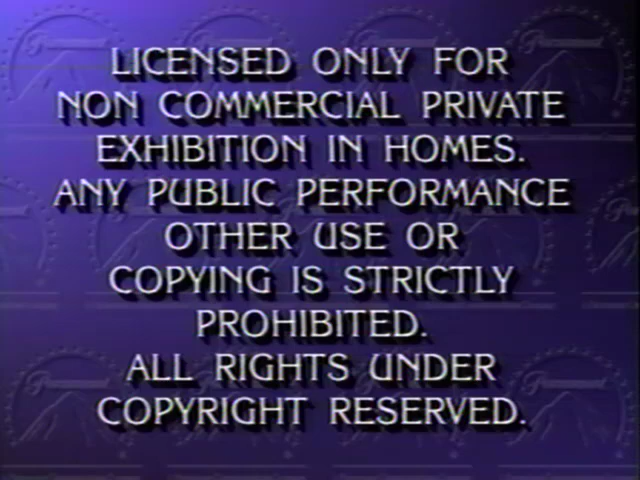 LICENSED ONLY FOR
NON COMMERCIAL PRIVATE
EXHIBITION IN HOMES.
ANY PUBLIC PERFORMANCE
OTHER USE OR
COPYING IS STRICTLY
PROHIBITED.
ALL RIGHTS UNDER
COPYRIGHT RESERVED.